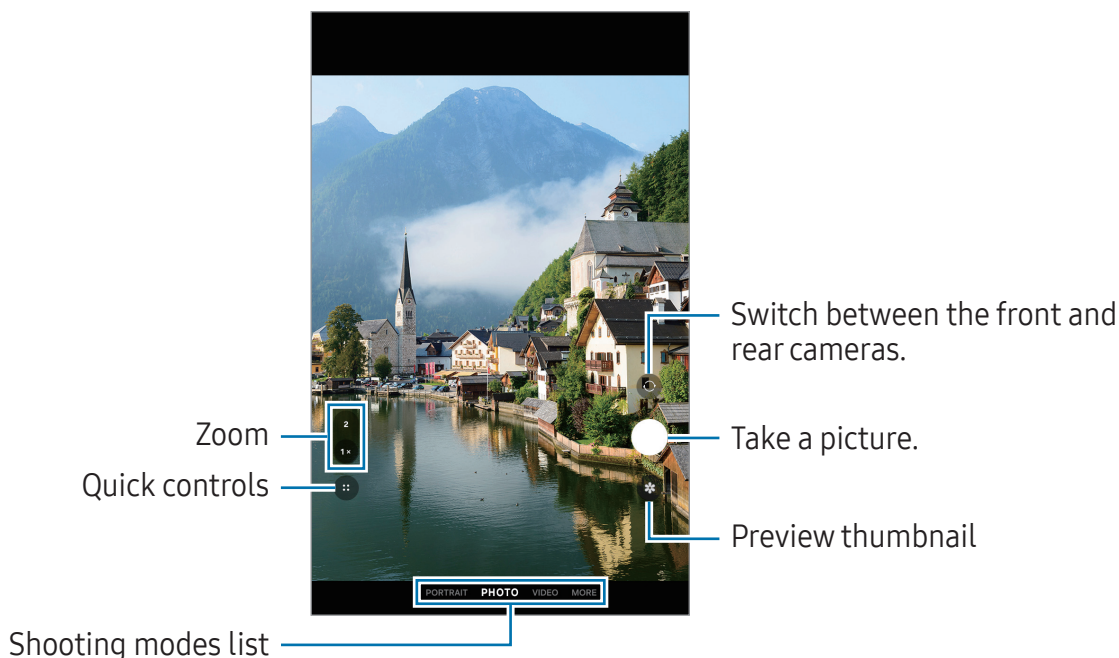 Switch between the front and
rear cameras.
2
Zoom
1×
Take a picture.
Quick controls
Preview thumbnail
PORTRAIT PHOTO VIDEO MORE
Shooting modes list